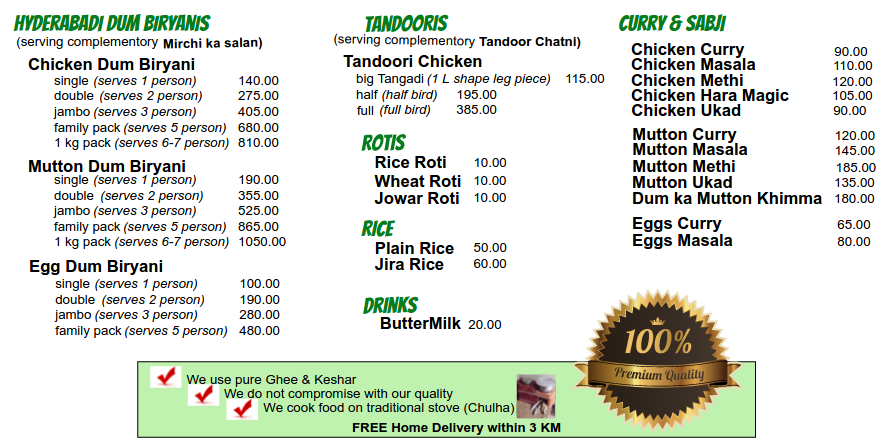 HYDERABADI DUM BIRYANIS
(serving complementory Mirchi ka salan)
Chicken Dum Biryani
single (serves 1 person) 140.00
double (serves 2 person) 275.00
jambo (serves 3 person) 405.00
family pack (serves 5 person) 680.00
1 kg pack (serves 6-7 person) 810.00
Mutton Dum Biryani
single (serves 1 person) 190.00
double (serves 2 person) 355.00
jambo (serves 3 person) 525.00
family pack (serves 5 person) 865.00
1 kg pack (serves 6-7 person) 1050.00
Egg Dum Biryani
single (serves 1 person) 100.00
double (serves 2 person) 190.00
jambo (serves 3 person) 280.00
family pack (serves 5 person) 480.00
TANDOORIS
(serving complementory Tandoor Chatni)
Tandoori Chicken
big Tangadi (1 L shape leg piece) 115.00
half (half bird) 195.00
full (full bird) 385.00
ROTIS
Rice Roti 10.00
Wheat Roti 10.00
Jowar Roti 10.00
RICE
Plain Rice 50.00
Jira Rice 60.00
DRINKS
ButterMilk 20.00
CURRY & SABJI
Chicken Curry 90.00
Chicken Masala 110.00
Chicken Methi 120.00
Chicken Hara Magic 105.00
Chicken Ukad 90.00
Mutton Curry 120.00
Mutton Masala 145.00
Mutton Methi 185.00
Mutton Ukad 135.00
Dum ka Mutton Khimma 180.00
Eggs Curry 65.00
Eggs Masala 80.00
100%
Premium Quality
We use pure Ghee & Keshar
We do not compromise with our quality
We cook food on traditional stove (Chulha)
FREE Home Delivery within 3 KM